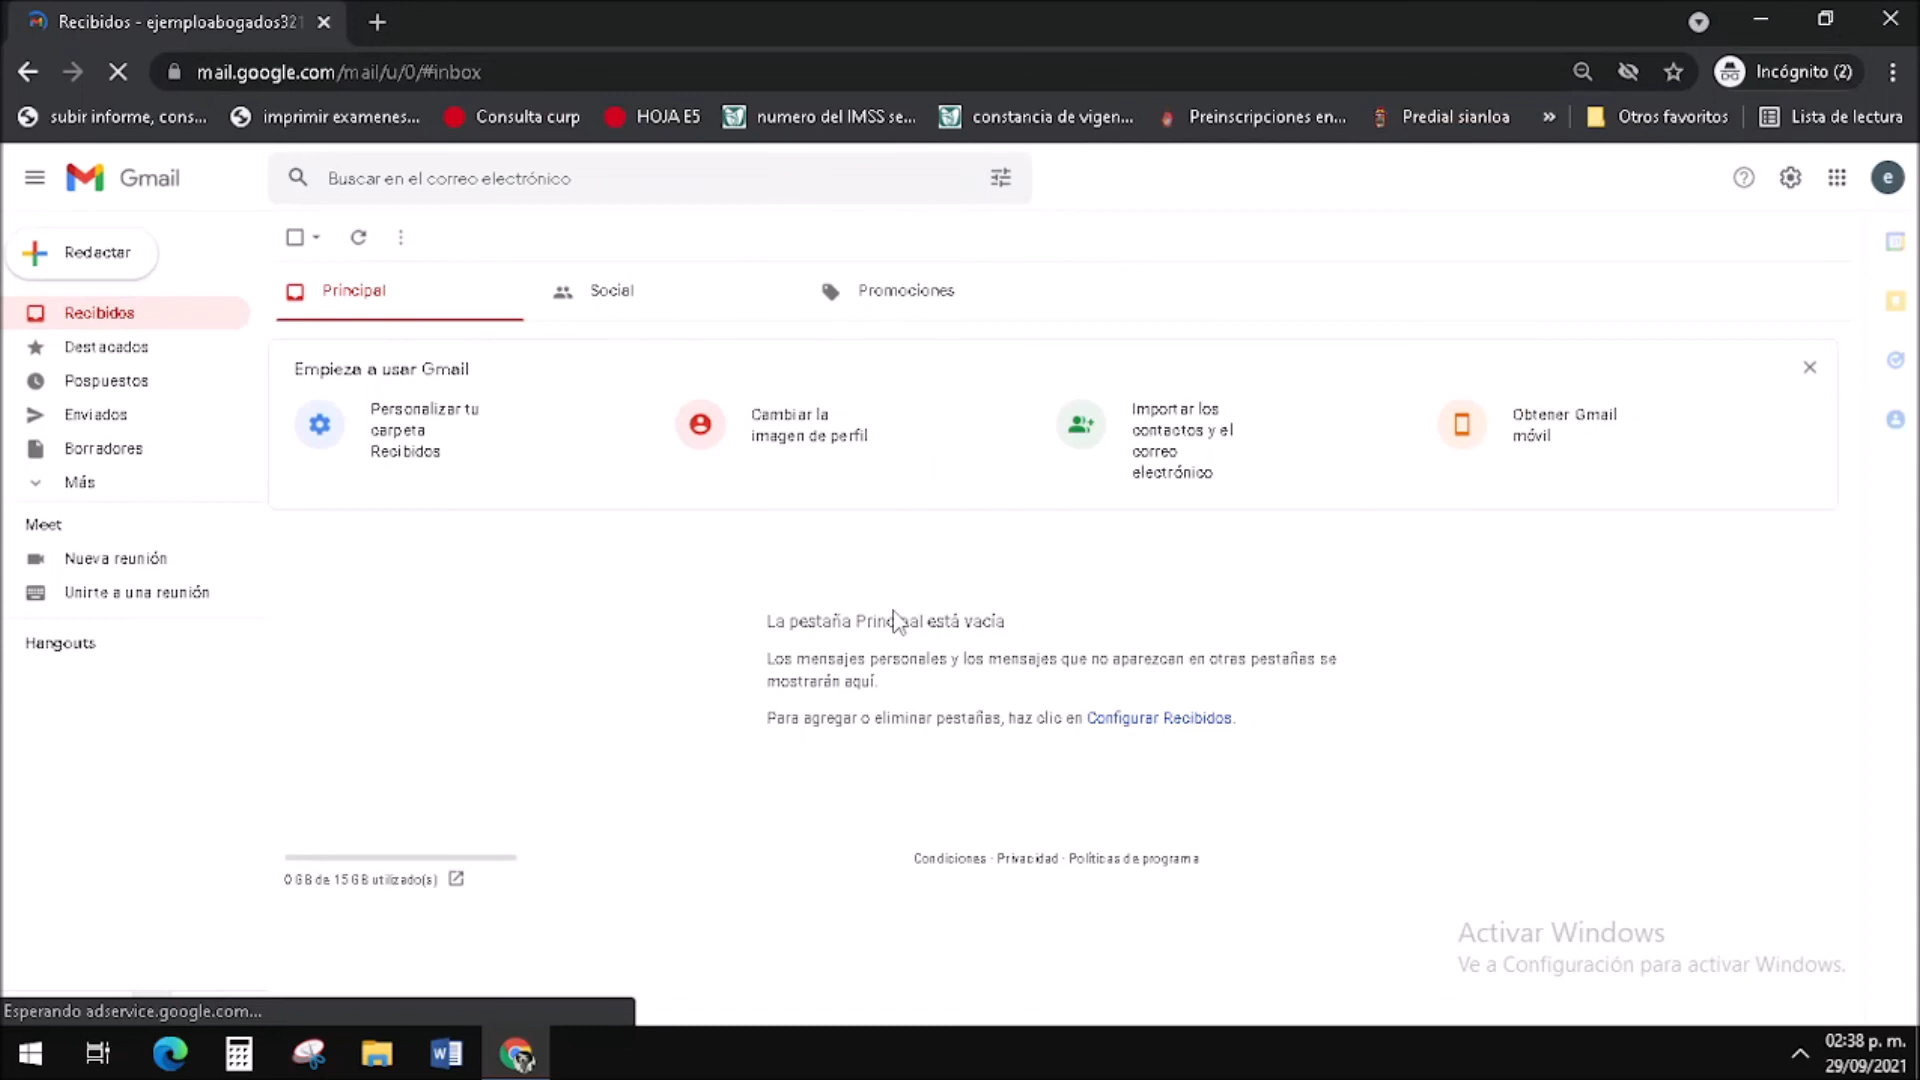 Recibidos - ejemploabogados321
mail.google.com/mail/u/0/#inbox
Incógnito (2)
subir informe, cons...
imprimir examenes...
Consulta curp
HOJA E5
numero del IMSS se...
constancia de vigen...
Preinscripciones en...
Predial sianloa
»
Otros favoritos
Lista de lectura
Gmail
Buscar en el correo electrónico
e
Redactar
Principal
Social
Promociones
Recibidos
Destacados
Pospuestos
Enviados
Borradores
Más
Meet
Nueva reunión
Unirte a una reunión
Hangouts
Empieza a usar Gmail
Personalizar tu
carpeta
Recibidos
Cambiar la
imagen de perfil
Importar los
contactos y el
correo
electrónico
Obtener Gmail
móvil
La pestaña Principal está vacía
Los mensajes personales y los mensajes que no aparezcan en otras pestañas se
mostrarán aquí.
Para agregar o eliminar pestañas, haz clic en Configurar Recibidos.
0 GB de 15 GB utilizado(s)
Condiciones · Privacidad · Políticas de programa
Activar Windows
Ve a Configuración para activar Windows.
Esperando adservice.google.com...
02:38 p. m.
29/09/2021